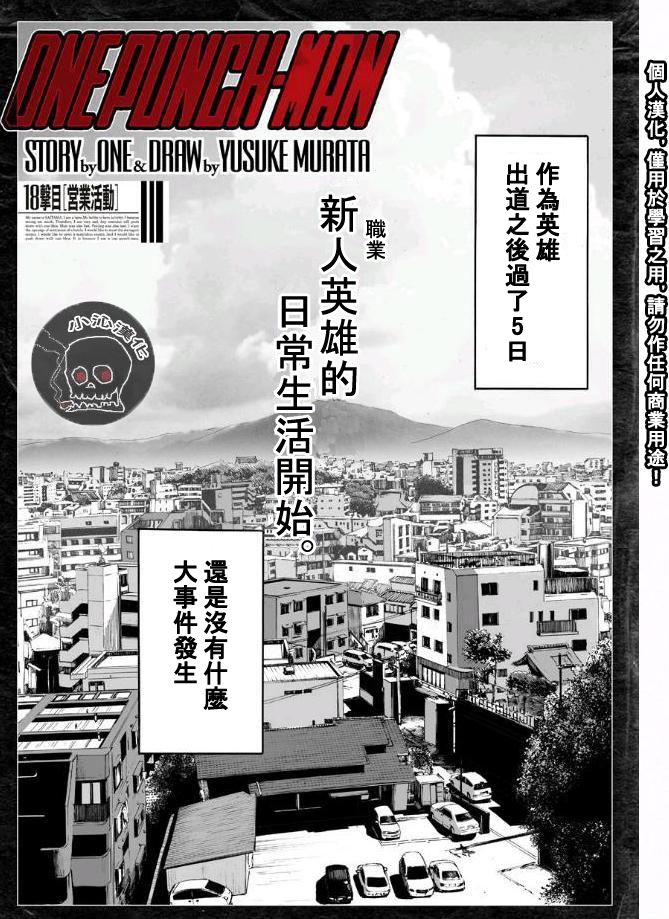 ONEPUNCH-MAN
STORY by ONE & DRAW by YUSUKE MURATA
18擊目[営業活動]
作為英雄
出道之後過了5日
職業
新人英雄的
日常生活開始。
還是沒有什麼
大事件發生
小沁漢化
個人漢化,僅用於學習之用,請勿作任何商業用途!